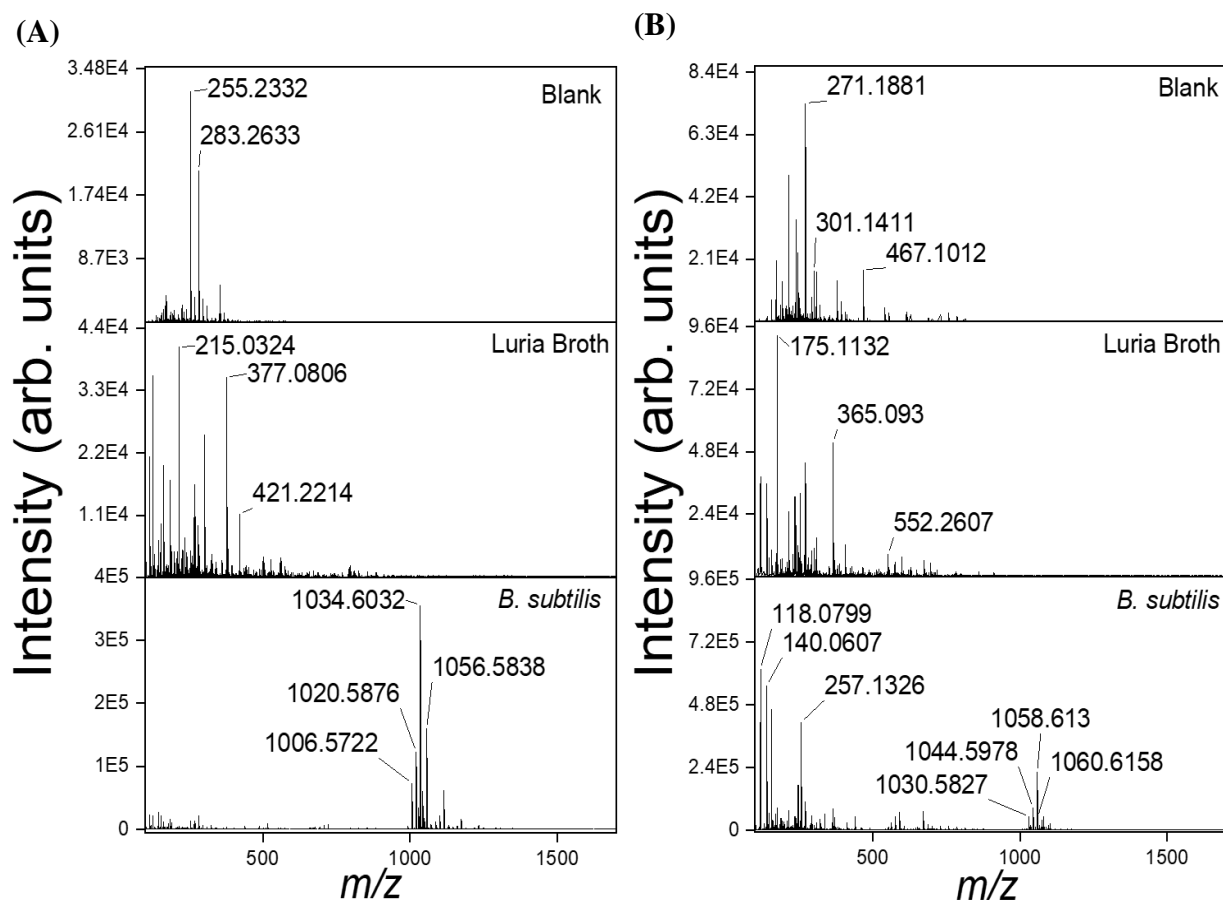 (A)
Intensity (arb. units)
3.48E4
2.61E4
1.74E4
8.7E3
255.2332
283.2633
Blank
4.4E4
3.3E4
2.2E4
1.1E4
215.0324
377.0806
421.2214
Luria Broth
4E5
3E5
2E5
1E5
0
1034.6032
1056.5838
1020.5876
1006.5722
B. subtilis
500
1000
1500
m/z
(B)
Intensity (arb. units)
8.4E4
6.3E4
4.2E4
2.1E4
271.1881
301.1411
467.1012
Blank
9.6E4
7.2E4
4.8E4
2.4E4
175.1132
365.093
552.2607
Luria Broth
9.6E5
7.2E5
4.8E5
2.4E5
0
118.0799
140.0607
257.1326
1058.613
1044.5978
1060.6158
1030.5827
B. subtilis
500
1000
1500
m/z